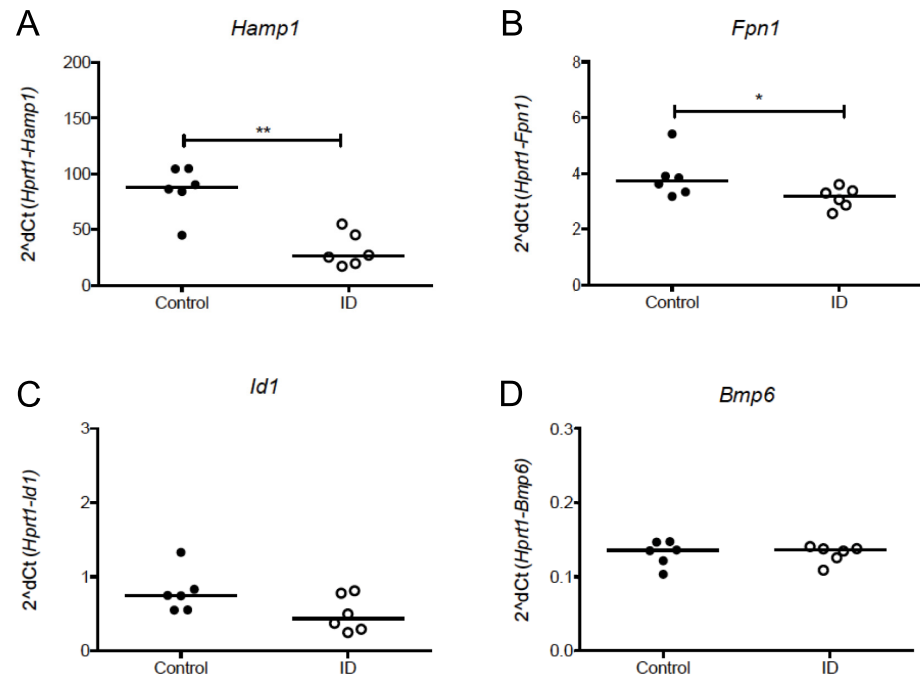 A
Hamp1
2^dCt (Hprt1-Hamp1)
200
150
100
50
0
**
Control
ID
B
Fpn1
2^dCt (Hprt1-Fpn1)
8
6
4
2
0
*
Control
ID
C
Id1
2^dCt (Hprt1-Id1)
3
2
1
0
Control
ID
D
Bmp6
2^dCt (Hprt1-Bmp6)
0.3
0.2
0.1
0.0
Control
ID